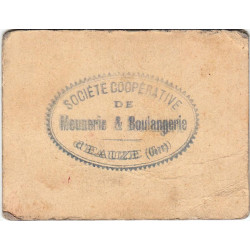 SOCIÉTÉ COOPÉRATIVE
DE
Meunerie & Boulangerie
d'EAUZE (Gers)